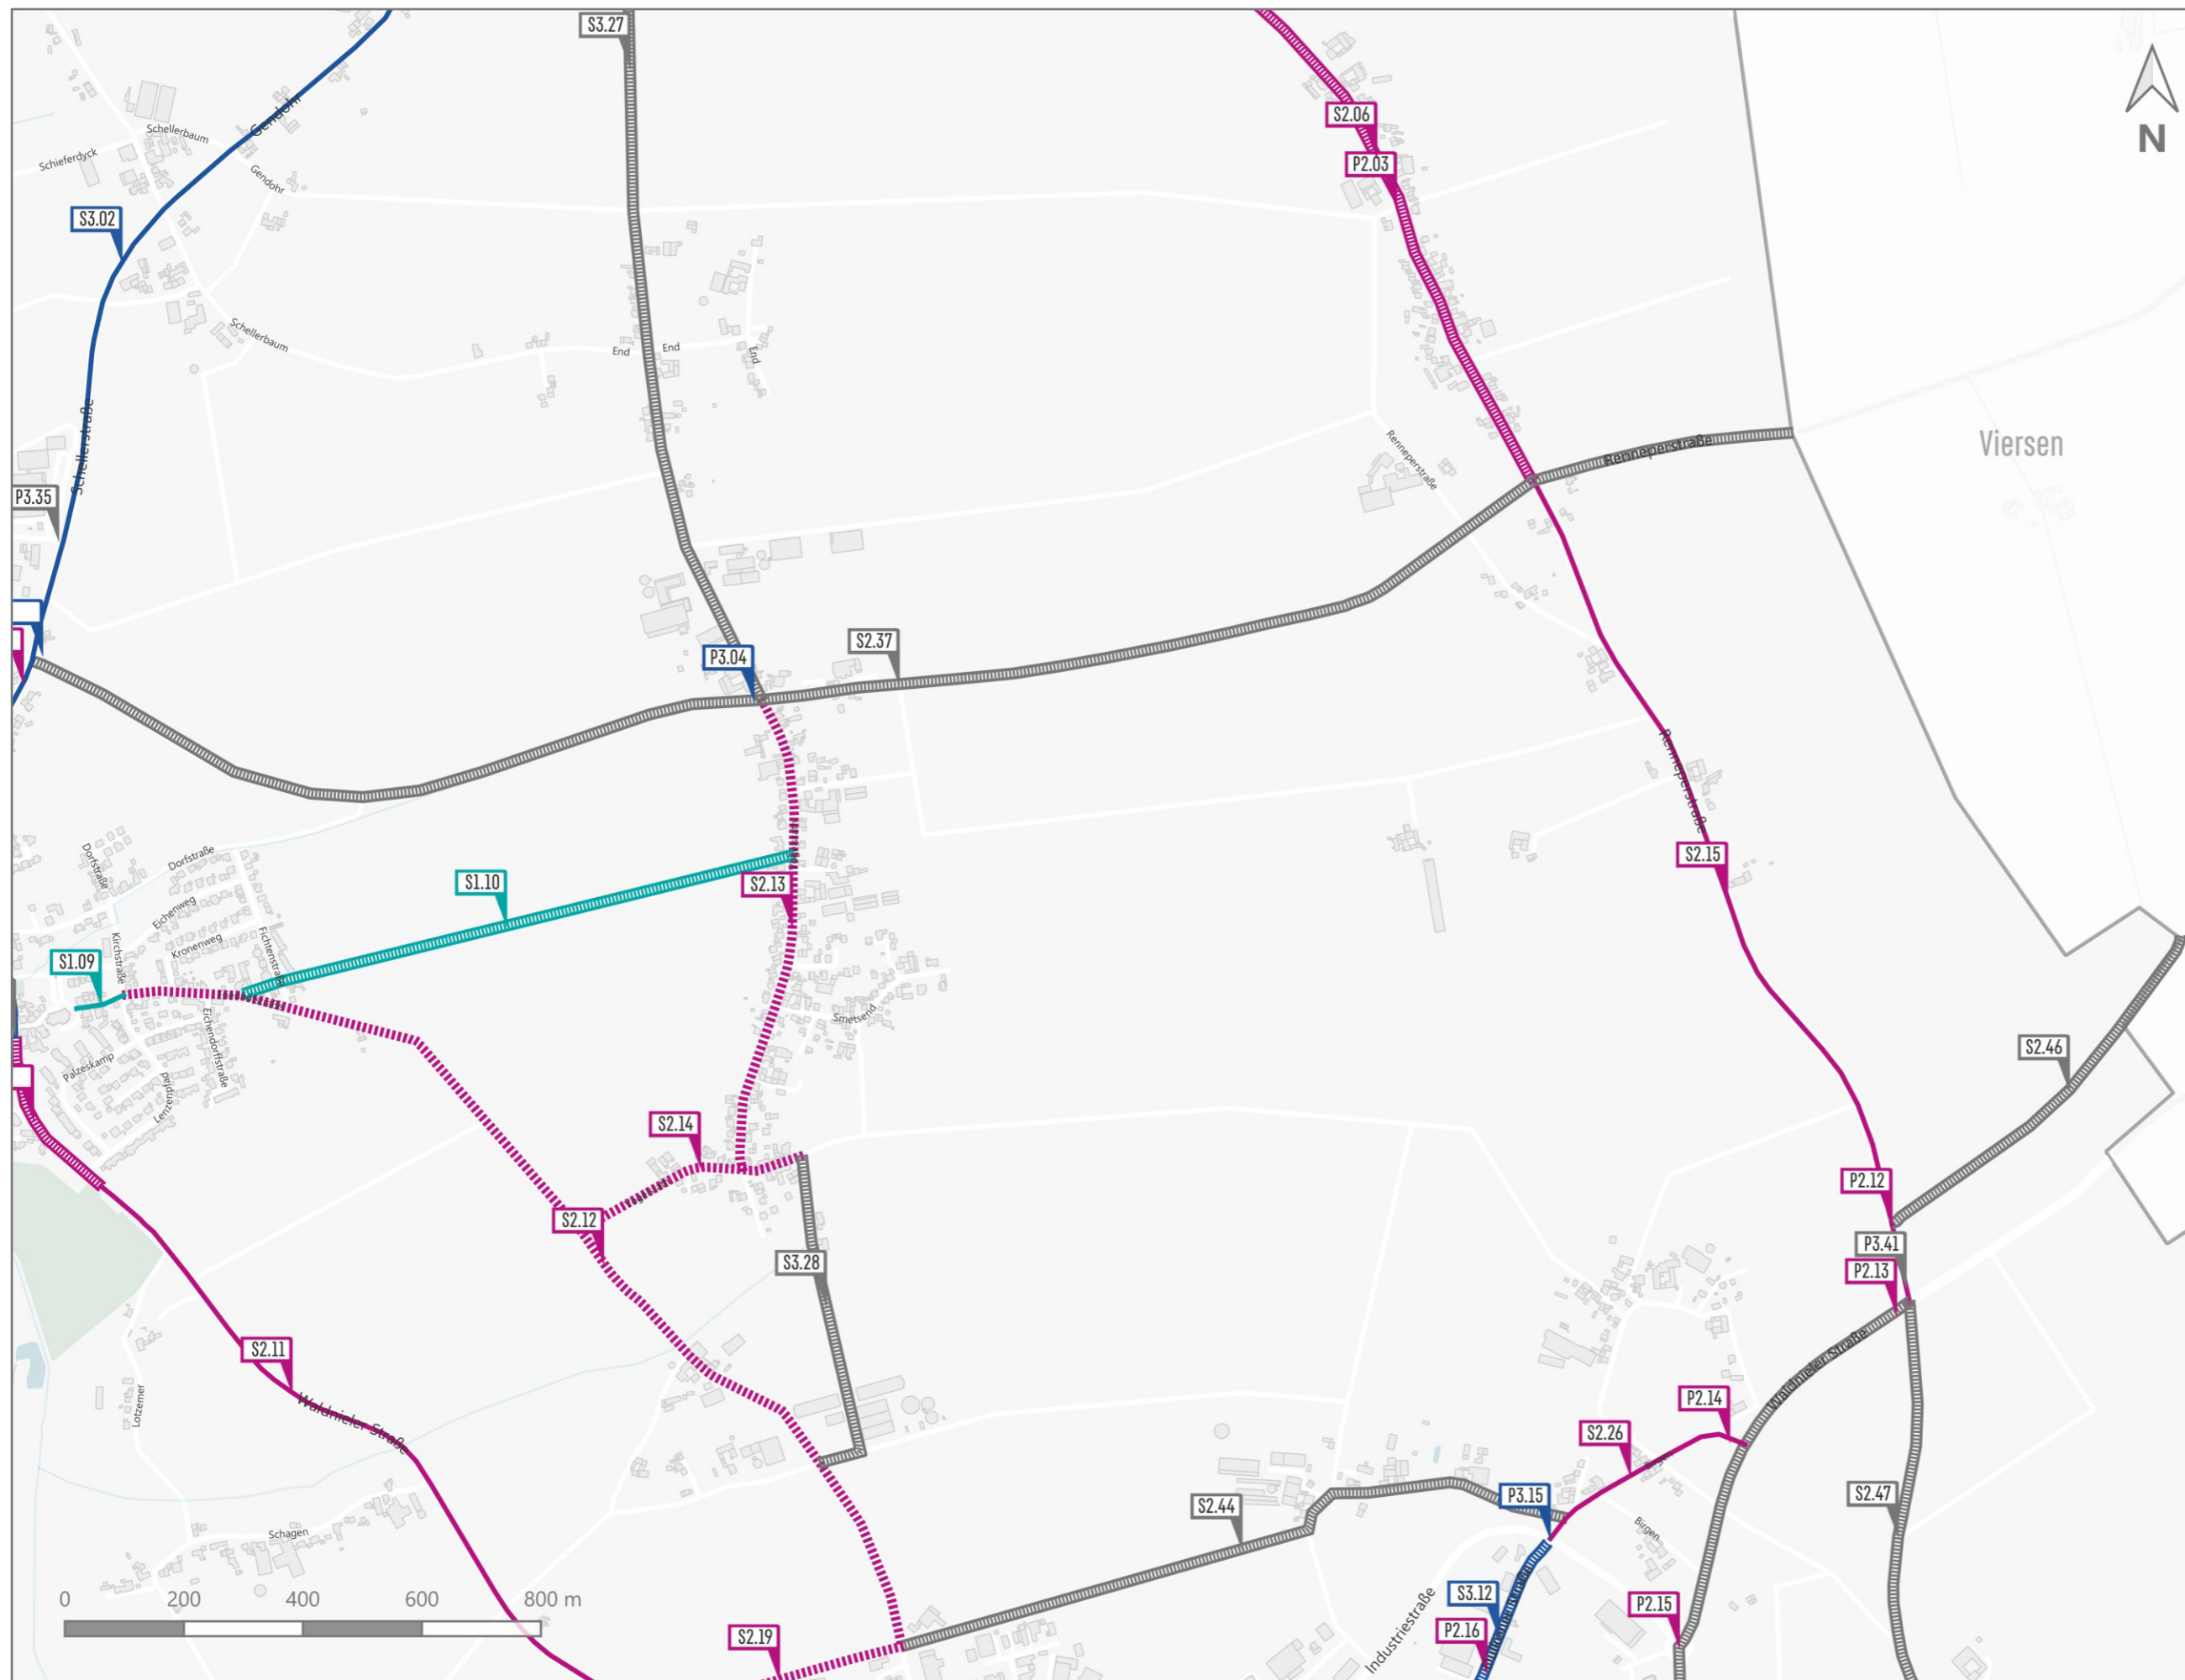 S3.27
S2.06
Gendohr
Schellerbaum
N
Schieferdyck
P2.03
Gendohr
S3.02
Schellerbaum
End
End
End
Schellerstraße
Renneperstraße
Renneperstraße
Viersen
P3.35
S2.37
P3.04
Renneperstraße
S2.15
Dorfstraße
Dorfstraße
S1.10
S2.13
Eichenweg
Kronenweg
Kirchstraße
Fichtenstraße
S1.09
Smetsend
Eichendorffstraße
S2.46
Palzeskamp
Lenzenpfad
S2.14
P2.12
S2.12
P3.41
S3.28
P2.13
S2.11
Waldnieler Straße
Lotzemer
P2.14
Waldnieler Straße
S2.26
P3.15
S2.47
S2.44
Schagen
Birgen
0 200 400 600 800 m
S3.12
P2.15
Industriestraße
S2.19
P2.16